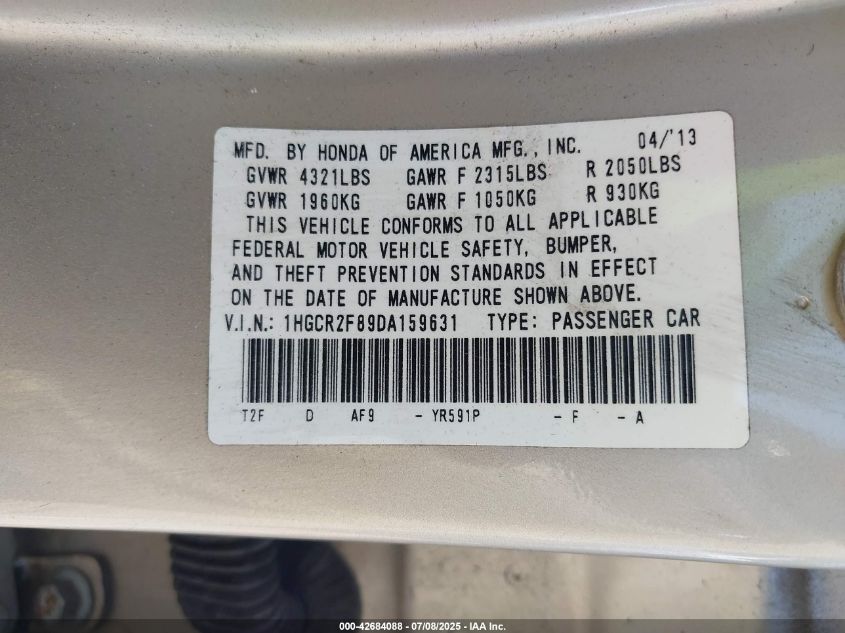 MFD. BY HONDA OF AMERICA MFG., INC. 04/'13
GVWR 4321LBS GAWR F 2315LBS R 2050LBS
GVWR 1960KG GAWR F 1050KG R 930KG
THIS VEHICLE CONFORMS TO ALL APPLICABLE
FEDERAL MOTOR VEHICLE SAFETY, BUMPER,
AND THEFT PREVENTION STANDARDS IN EFFECT
ON THE DATE OF MANUFACTURE SHOWN ABOVE.
V.I.N.: 1HGCR2F89DA159631 TYPE: PASSENGER CAR
T2F D AF9 - YR591P - F - A
000-42684088 - 07/08/2025 - IAA Inc.